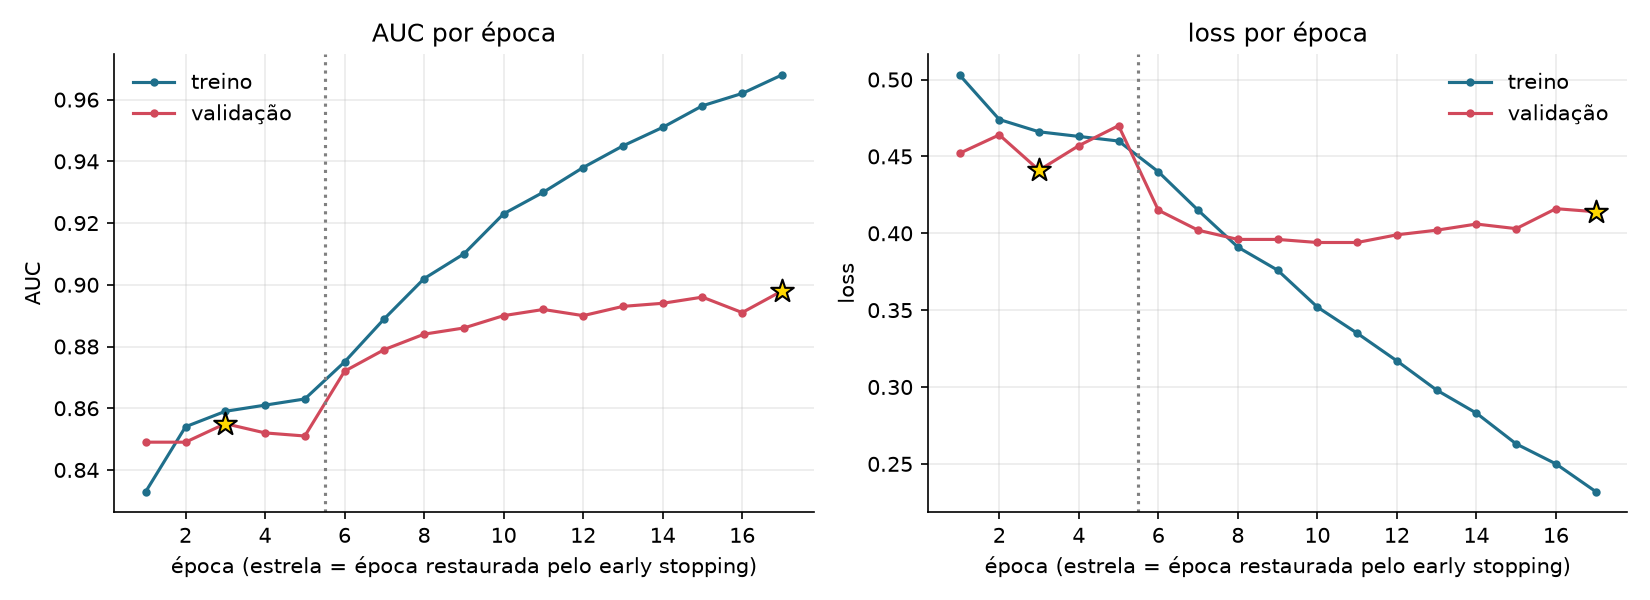 AUC por época
treino
validação
0.96
0.94
0.92
0.90
0.88
0.86
0.84
AUC
2 4 6 8 10 12 14 16
época (estrela = época restaurada pelo early stopping)
loss por época
treino
validação
0.50
0.45
0.40
0.35
0.30
0.25
loss
2 4 6 8 10 12 14 16
época (estrela = época restaurada pelo early stopping)